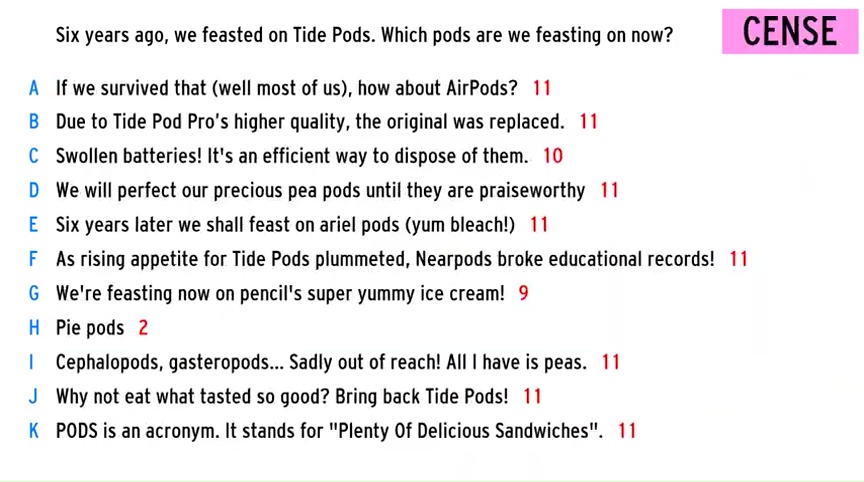 Six years ago, we feasted on Tide Pods. Which pods are we feasting on now?
CENSE
A If we survived that (well most of us), how about AirPods? 11
B Due to Tide Pod Pro's higher quality, the original was replaced. 11
C Swollen batteries! It's an efficient way to dispose of them. 10
D We will perfect our precious pea pods until they are praiseworthy 11
E Six years later we shall feast on ariel pods (yum bleach!) 11
F As rising appetite for Tide Pods plummeted, Nearpods broke educational records! 11
G We're feasting now on pencil's super yummy ice cream! 9
H Pie pods 2
I Cephalopods, gasteropods... Sadly out of reach! All I have is peas. 11
J Why not eat what tasted so good? Bring back Tide Pods! 11
K PODS is an acronym. It stands for "Plenty Of Delicious Sandwiches". 11